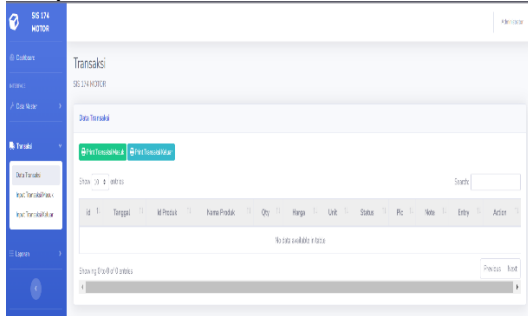 SIS 174
MOTOR
Administrator
Dashboard
INTERFACE
Data Master
Transaksi
Data Transaksi
Input Transaksi Masuk
Input Transaksi Keluar
Laporan
Transaksi
SIS 174 MOTOR
Data Transaksi
Print Transaksi Masuk Print Transaksi Keluar
Show 10 entries
Search:
Id Tanggal Id Produk Nama Produk Qty Harga Unit Status Pic Note Entry Action
No data available in table
Showing 0 to 0 of 0 entries
Previous Next